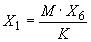 X₁ = M · X₆ / K